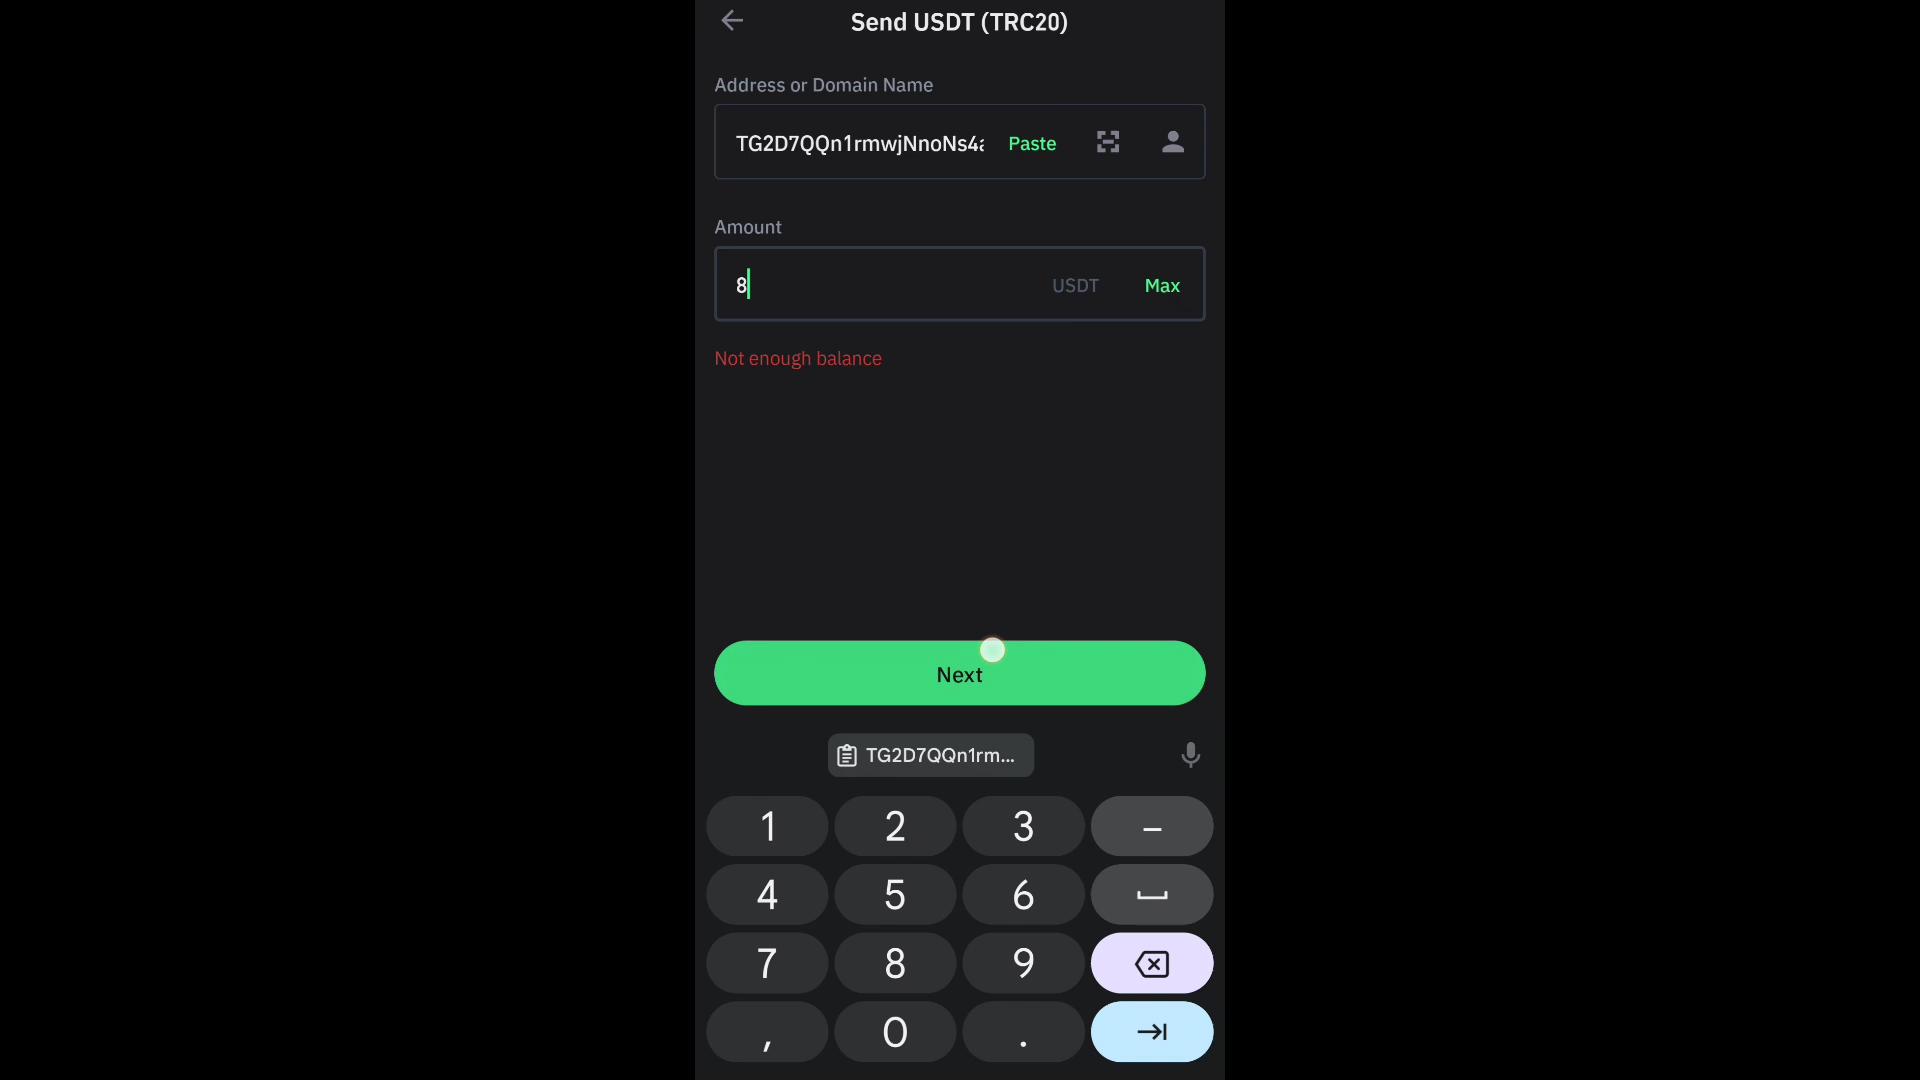 Send USDT (TRC20)
Address or Domain Name
TG2D7QQn1rmwjNnoNs4a Paste
Amount
8 USDT Max
Not enough balance
Next
TG2D7QQn1rm...
1 2 3 –
4 5 6
7 8 9
, 0 .